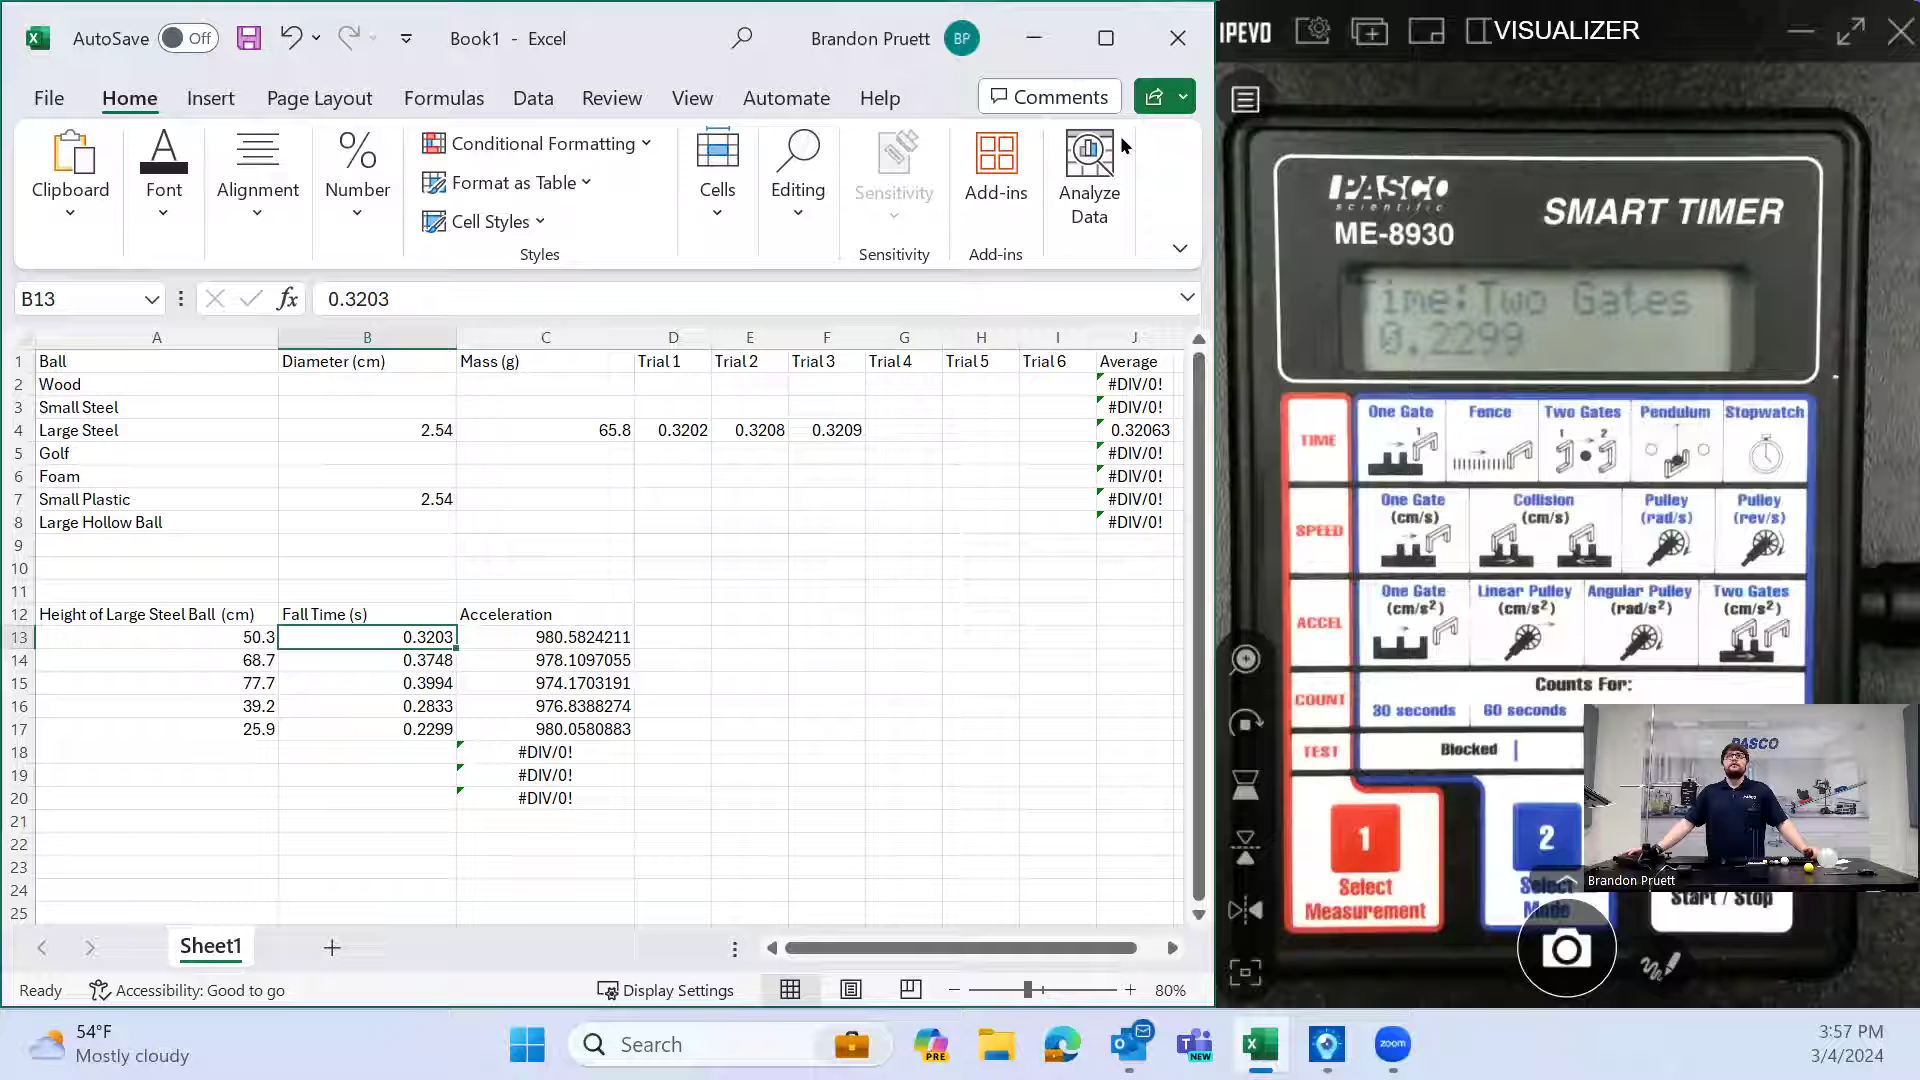 AutoSave Off Book1 - Excel Brandon Pruett BP
File Home Insert Page Layout Formulas Data Review View Automate Help Comments
Clipboard Font Alignment Number Conditional Formatting Format as Table Cell Styles Cells Editing Sensitivity Add-ins Analyze Data
Styles Sensitivity Add-ins
B13 fx 0.3203
A B C D E F G H I J
1 Ball Diameter (cm) Mass (g) Trial 1 Trial 2 Trial 3 Trial 4 Trial 5 Trial 6 Average
2 Wood #DIV/0!
3 Small Steel #DIV/0!
4 Large Steel 2.54 65.8 0.3202 0.3208 0.3209 0.32063
5 Golf #DIV/0!
6 Foam #DIV/0!
7 Small Plastic 2.54 #DIV/0!
8 Large Hollow Ball #DIV/0!
9
10
11
12 Height of Large Steel Ball (cm) Fall Time (s) Acceleration
13 50.3 0.3203 980.5824211
14 68.7 0.3748 978.1097055
15 77.7 0.3994 974.1703191
16 39.2 0.2833 976.8388274
17 25.9 0.2299 980.0580883
18 #DIV/0!
19 #DIV/0!
20 #DIV/0!
21
22
23
24
25
Sheet1
Ready Accessibility: Good to go Display Settings 80%
IPEVO VISUALIZER
PASCO
scientific
ME-8930
SMART TIMER
Time:Two Gates
0.2299
TIME One Gate Fence Two Gates Pendulum Stopwatch
1 1 2
SPEED One Gate (cm/s) Collision (cm/s) Pulley (rad/s) Pulley (rev/s)
ACCEL One Gate (cm/s²) Linear Pulley (cm/s²) Angular Pulley (rad/s²) Two Gates (cm/s²)
COUNT Counts For:
30 seconds 60 seconds
TEST Blocked
1 Select Measurement
2 Select Mode
Start / Stop
PASCO
Brandon Pruett
54°F
Mostly cloudy
Search
PRE
NEW
zoom
3:57 PM
3/4/2024